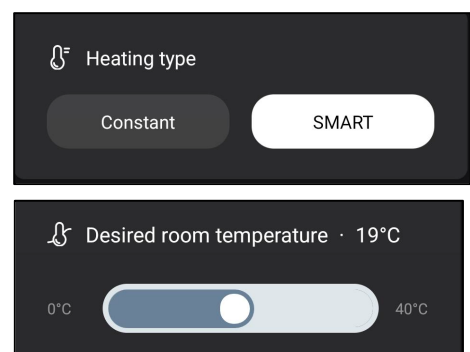 Heating type
Constant
SMART
Desired room temperature · 19°C
0°C
40°C